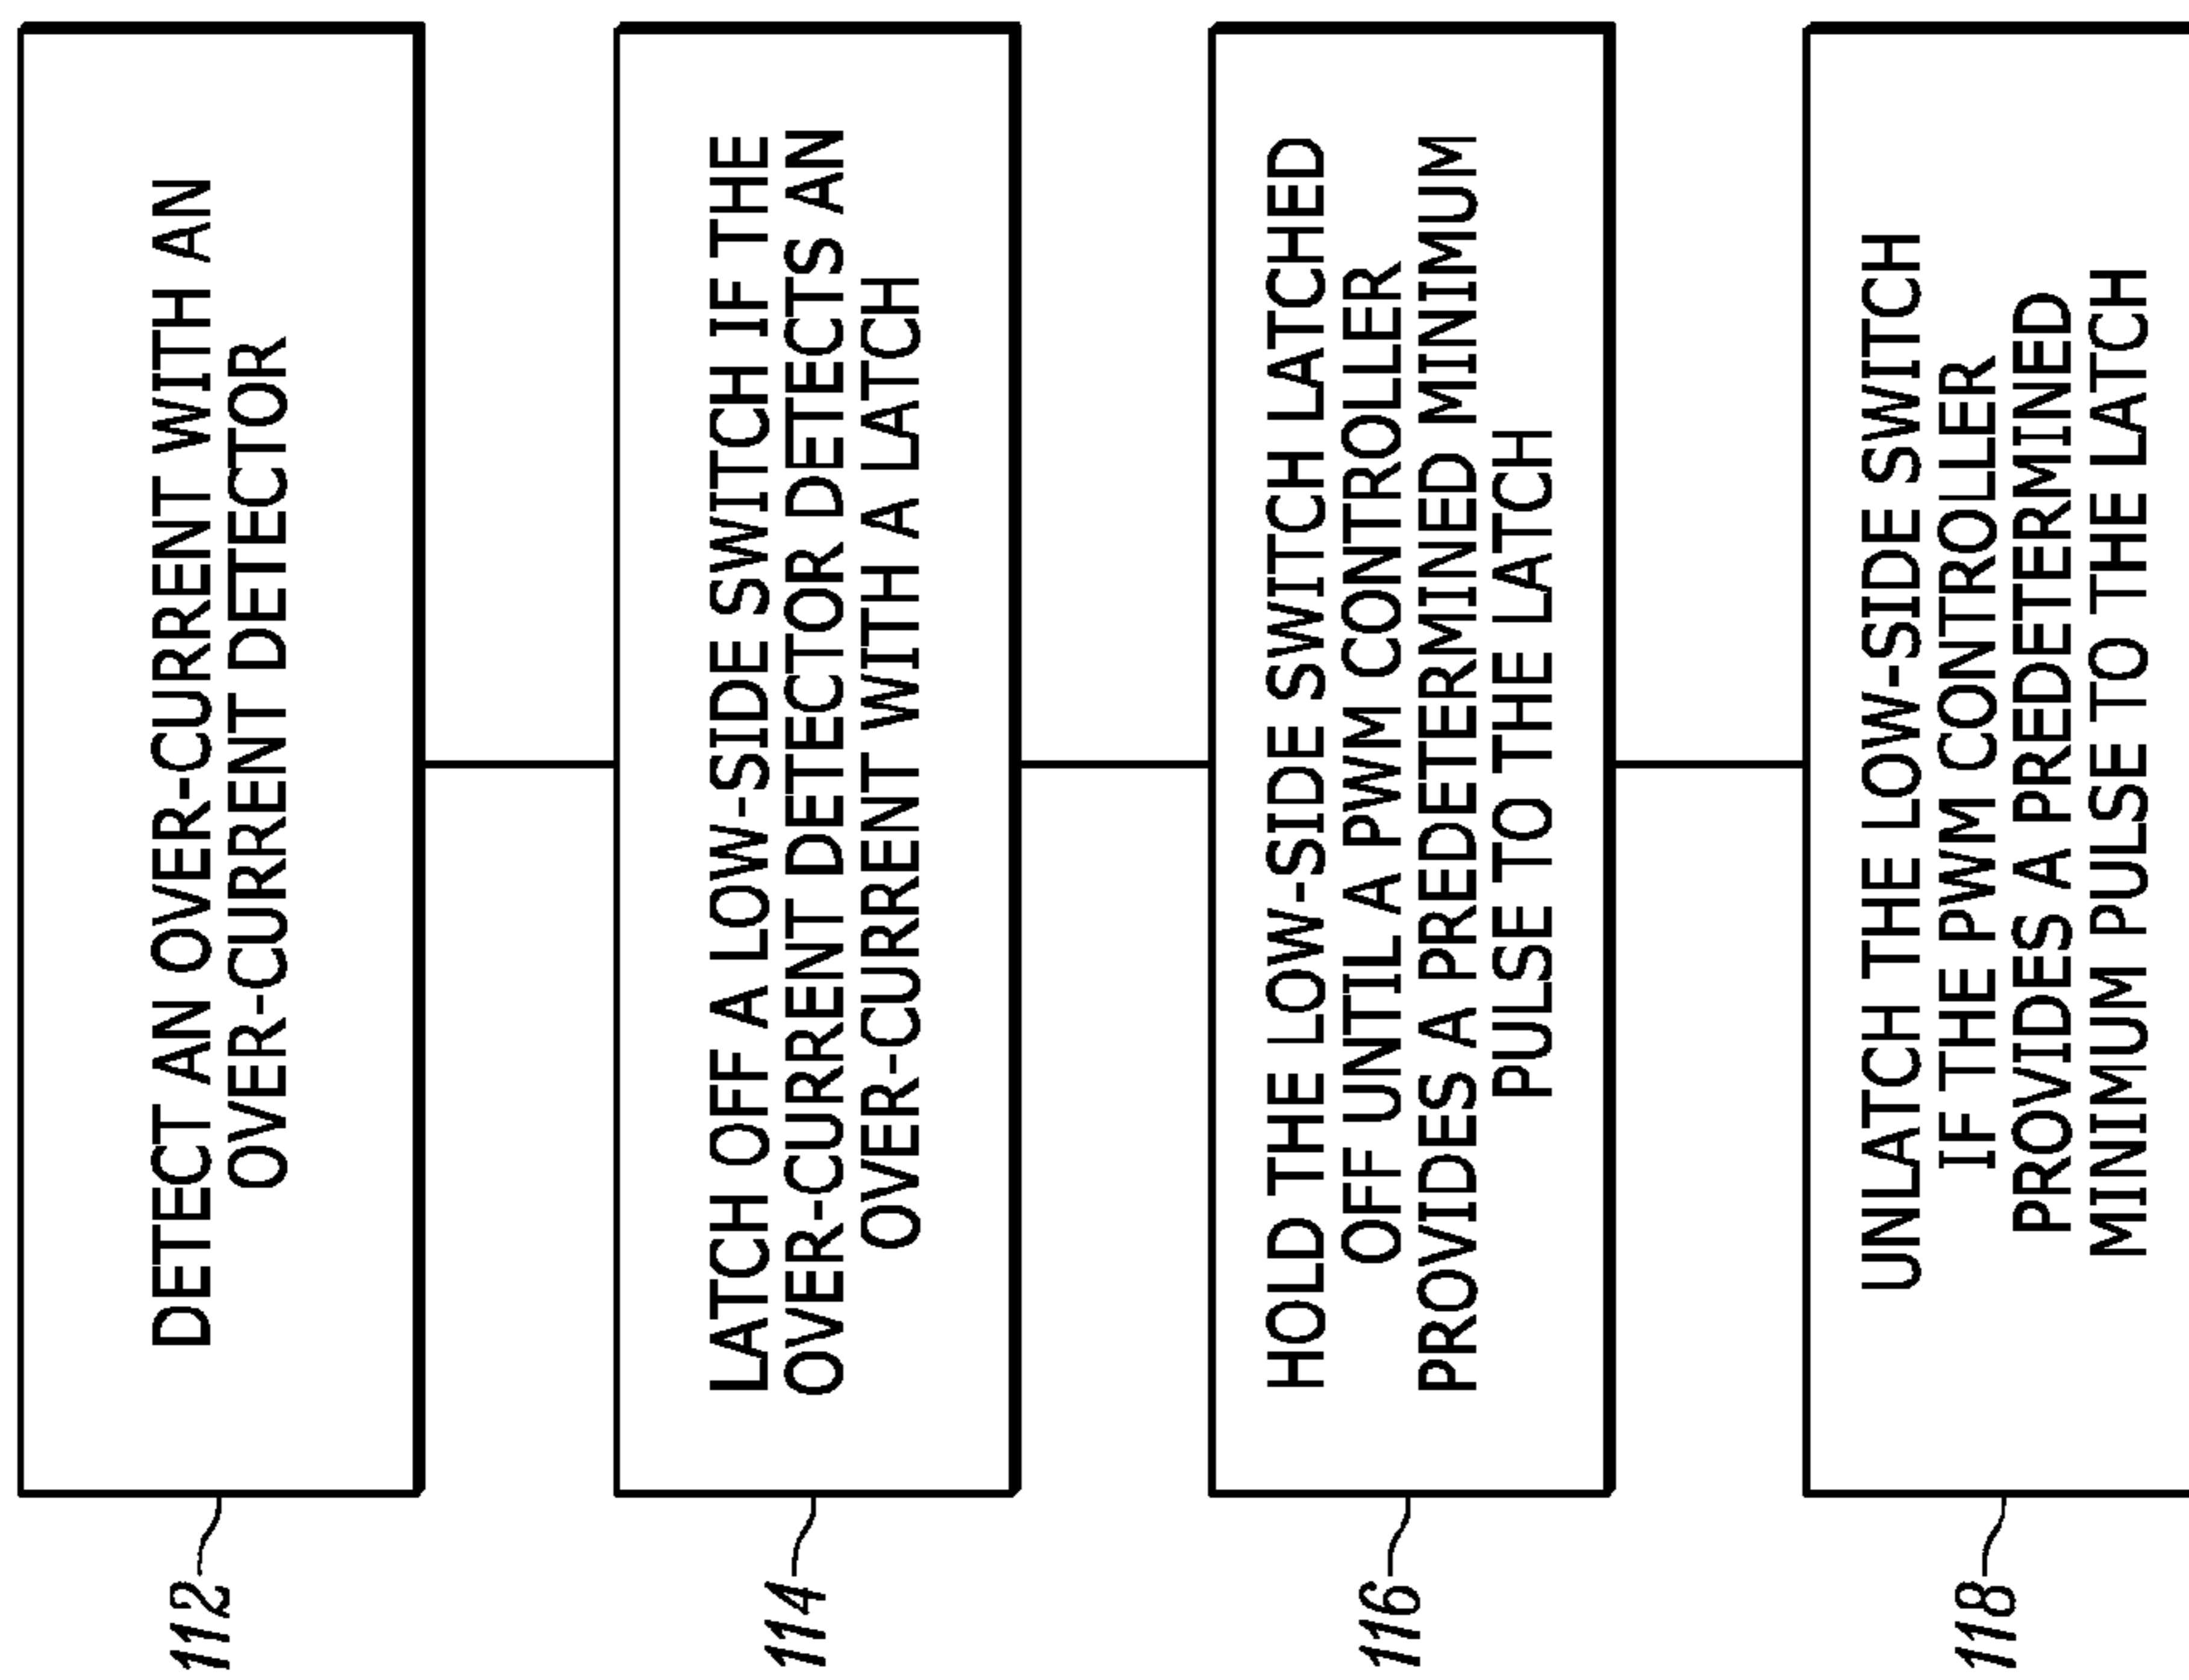 112
DETECT AN OVER-CURRENT WITH AN
OVER-CURRENT DETECTOR
114
LATCH OFF A LOW-SIDE SWITCH IF THE
OVER-CURRENT DETECTOR DETECTS AN
OVER-CURRENT WITH A LATCH
116
HOLD THE LOW-SIDE SWITCH LATCHED
OFF UNTIL A PWM CONTROLLER
PROVIDES A PREDETERMINED MINIMUM
PULSE TO THE LATCH
118
UNLATCH THE LOW-SIDE SWITCH
IF THE PWM CONTROLLER
PROVIDES A PREDETERMINED
MINIMUM PULSE TO THE LATCH